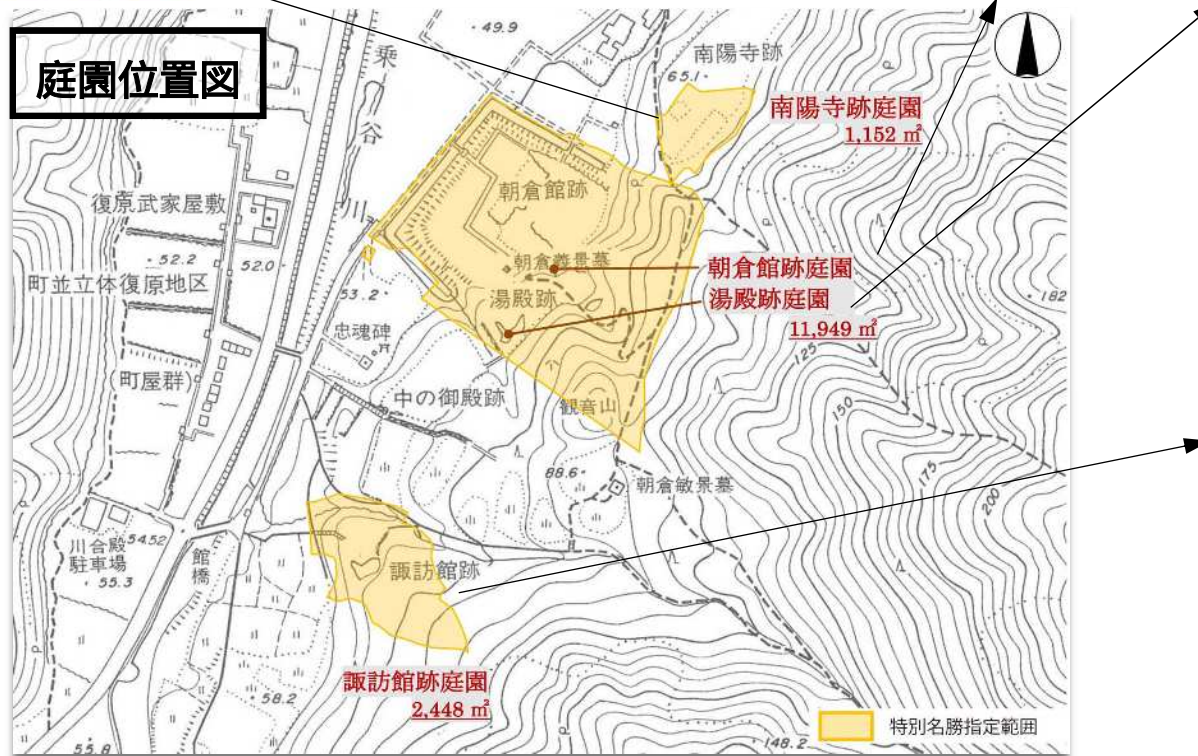 庭園位置図
49.9
乗谷川
南陽寺跡
65.1
南陽寺跡庭園
1,152 ㎡
復原武家屋敷
朝倉館跡
52.2
52.0
町並立体復原地区
53.2
朝倉義景墓
湯殿跡
朝倉館跡庭園
湯殿跡庭園
11,949 ㎡
182
忠魂碑
125
(町屋群)
中の御殿跡
観音山
150
88.6
朝倉敏景墓
175
200
川合殿
駐車場
54.52
55.3
館橋
諏訪館跡
諏訪館跡庭園
2,448 ㎡
58.2
55.8
148.2
特別名勝指定範囲